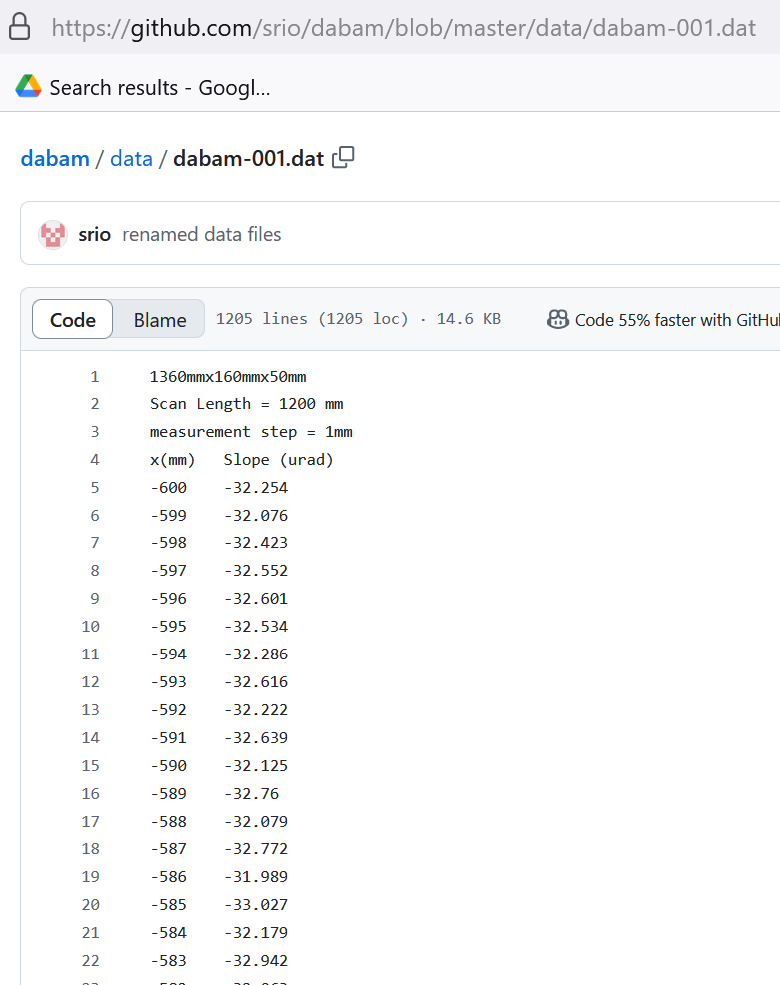 https://github.com/srio/dabam/blob/master/data/dabam-001.dat
Search results - Googl...
dabam / data / dabam-001.dat
srio renamed data files
Code Blame 1205 lines (1205 loc) · 14.6 KB Code 55% faster with GitHu
1 1360mmx160mmx50mm
2 Scan Length = 1200 mm
3 measurement step = 1mm
4 x(mm) Slope (urad)
5 -600 -32.254
6 -599 -32.076
7 -598 -32.423
8 -597 -32.552
9 -596 -32.601
10 -595 -32.534
11 -594 -32.286
12 -593 -32.616
13 -592 -32.222
14 -591 -32.639
15 -590 -32.125
16 -589 -32.76
17 -588 -32.079
18 -587 -32.772
19 -586 -31.989
20 -585 -33.027
21 -584 -32.179
22 -583 -32.942